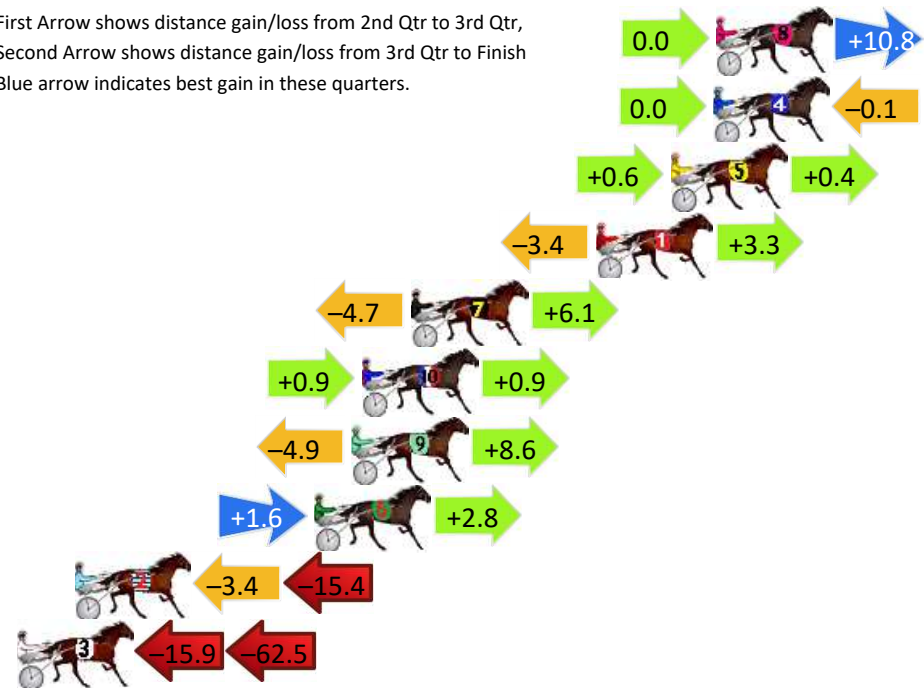 First Arrow shows distance gain/loss from 2nd Qtr to 3rd Qtr,
Second Arrow shows distance gain/loss from 3rd Qtr to Finish
Blue arrow indicates best gain in these quarters.
0.0 8 +10.8
0.0 4 −0.1
+0.6 5 +0.4
−3.4 1 +3.3
−4.7 7 +6.1
+0.9 10 +0.9
−4.9 9 +8.6
+1.6 +2.8
2 −3.4 −15.4
3 −15.9 −62.5